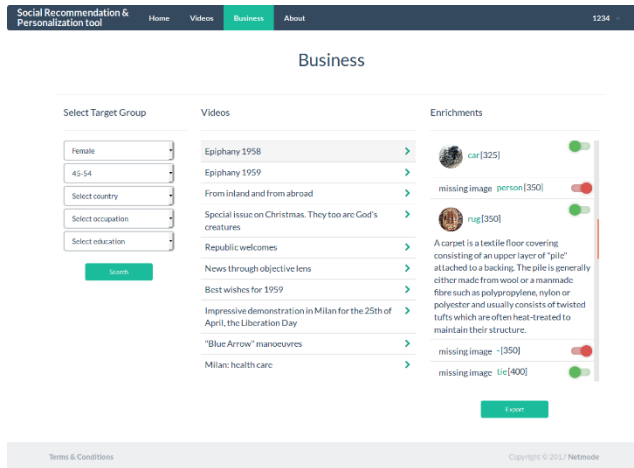 Social Recommendation &
Personalization tool
Home
Videos
Business
About
1234
Business
Select Target Group
Female
45-54
Select country
Select occupation
Select education
Search
Videos
Epiphany 1958
Epiphany 1959
From inland and from abroad
Special issue on Christmas. They too are God's
creatures
Republic welcomes
News through objective lens
Best wishes for 1959
Impressive demonstration in Milan for the 25th of
April, the Liberation Day
"Blue Arrow" manoeuvres
Milan: health care
Enrichments
car[325]
missing image person[350]
rug[350]
A carpet is a textile floor covering
consisting of an upper layer of "pile"
attached to a backing. The pile is generally
either made from wool or a manmade
fibre such as polypropylene, nylon or
polyester and usually consists of twisted
tufts which are often heat-treated to
maintain their structure.
missing image -[350]
missing image tie[400]
Export
Terms & Conditions
Copyright © 2017 Netmode